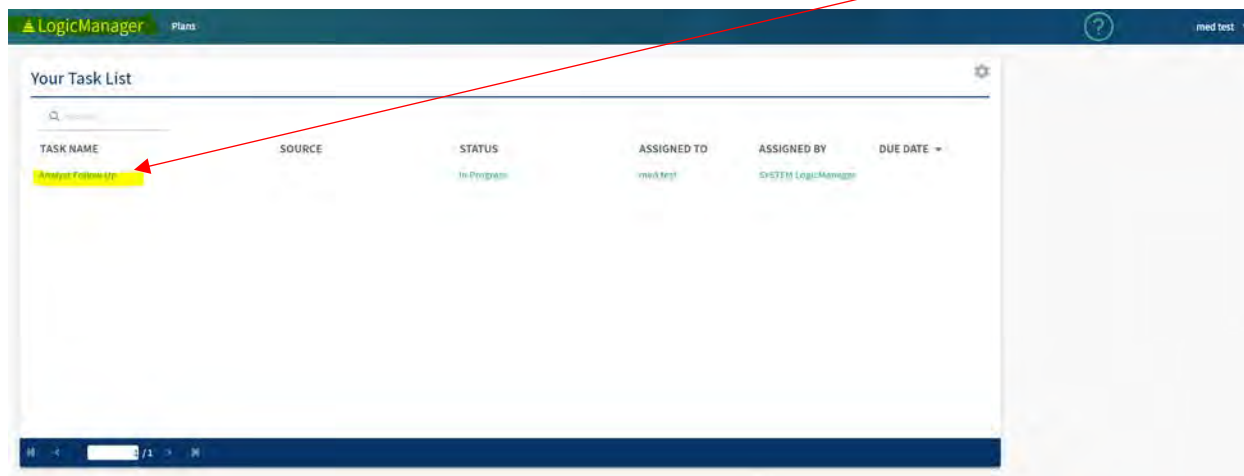 LogicManager Plans ? med test
Your Task List
TASK NAME SOURCE STATUS ASSIGNED TO ASSIGNED BY DUE DATE
Analyst Follow Up In Progress med test SYSTEM LogicManager
/1